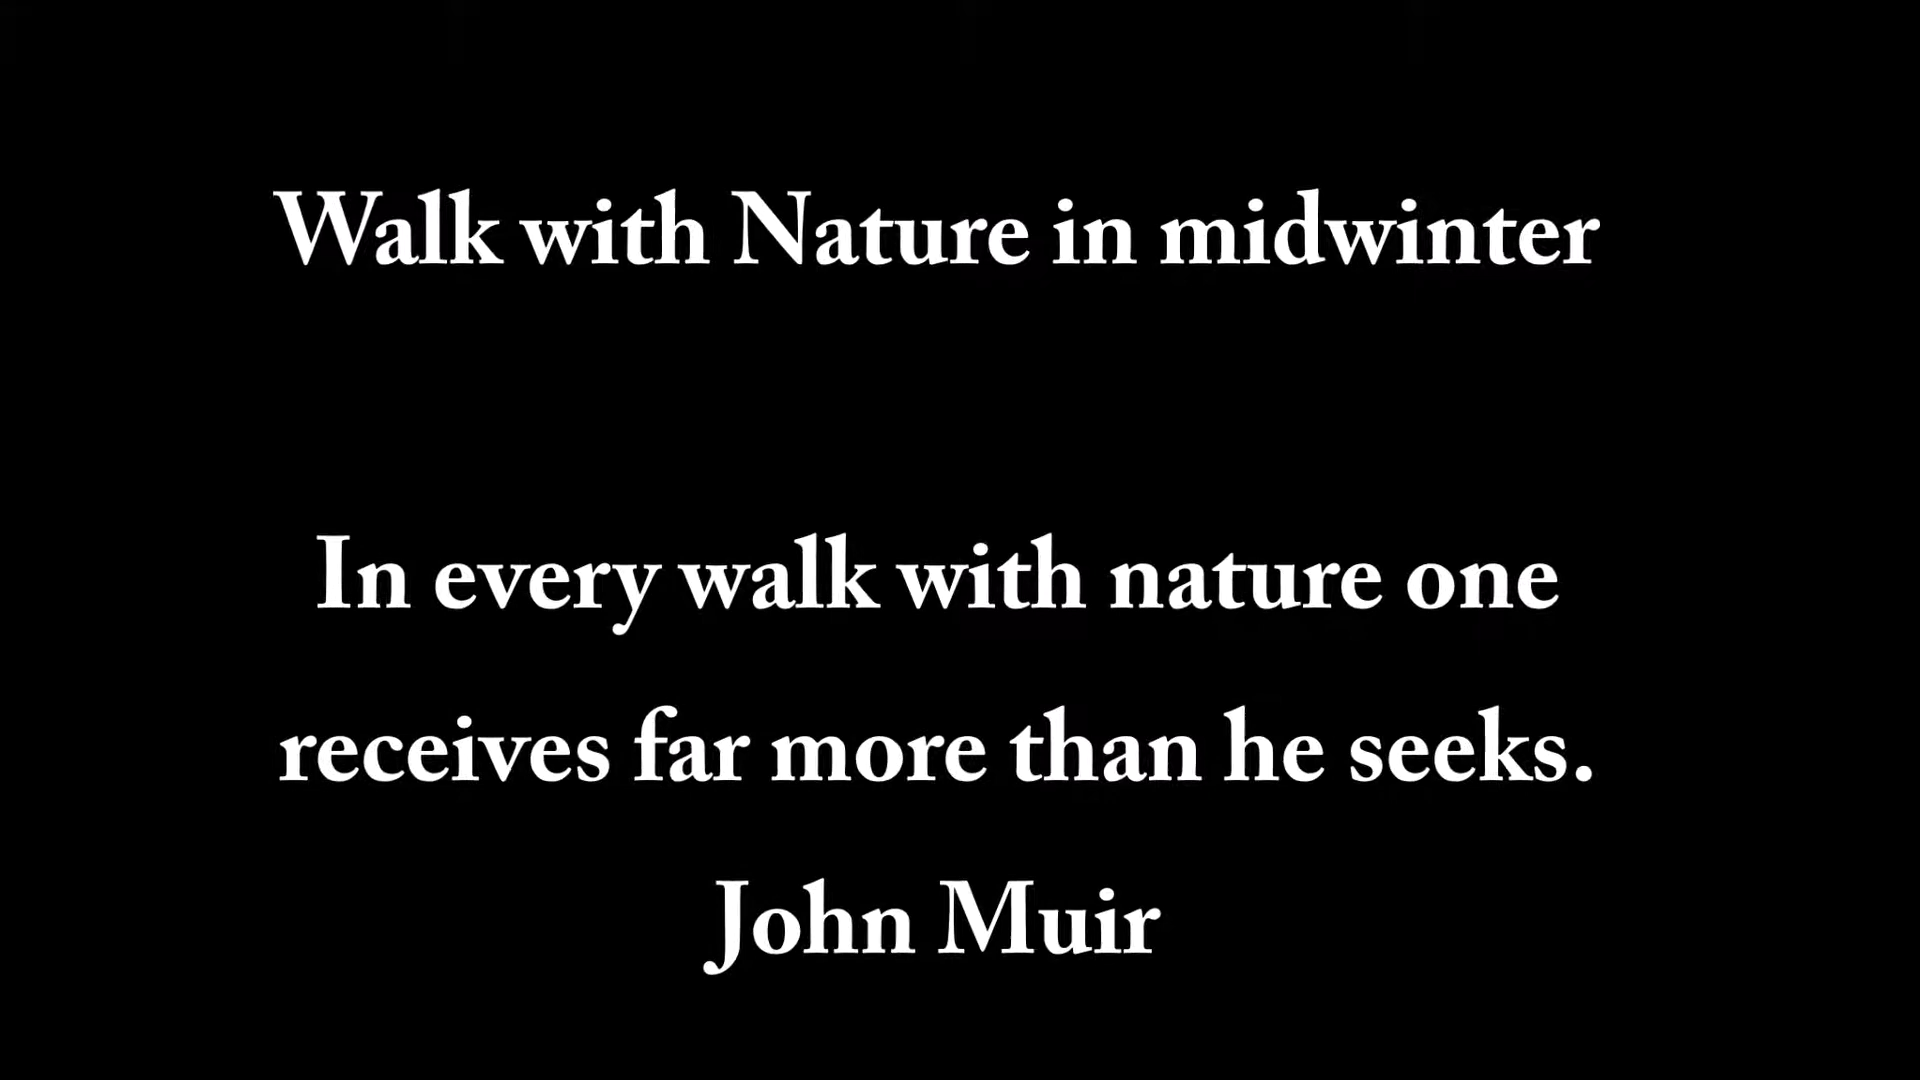 Walk with Nature in midwinter
In every walk with nature one
receives far more than he seeks.
John Muir